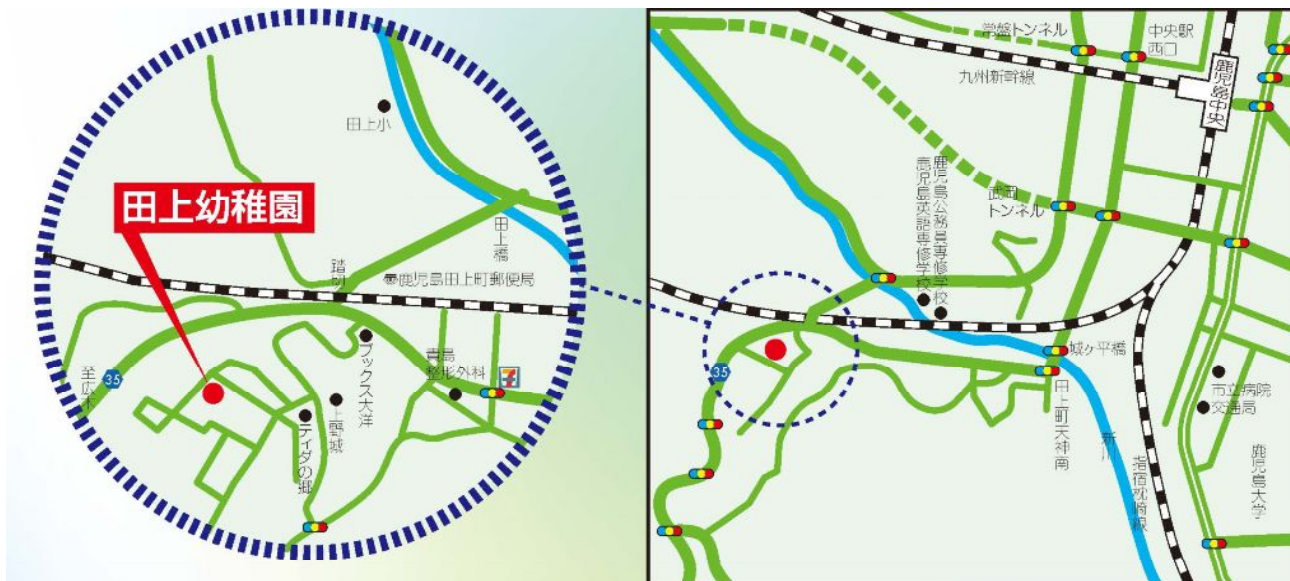 田上小
田上幼稚園
田上橋
踏切
鹿児島田上町郵便局
至広木
35
ブックス大洋
貴島
整形外科
7
上野城
ティダの郷
常盤トンネル
中央駅
西口
九州新幹線
鹿児島中央
鹿児島公務員専修学校
鹿児島英語専修学校
武岡
トンネル
35
城ヶ平橋
田上町天神南
新川
指宿枕崎線
市立病院
交通局
鹿児島大学